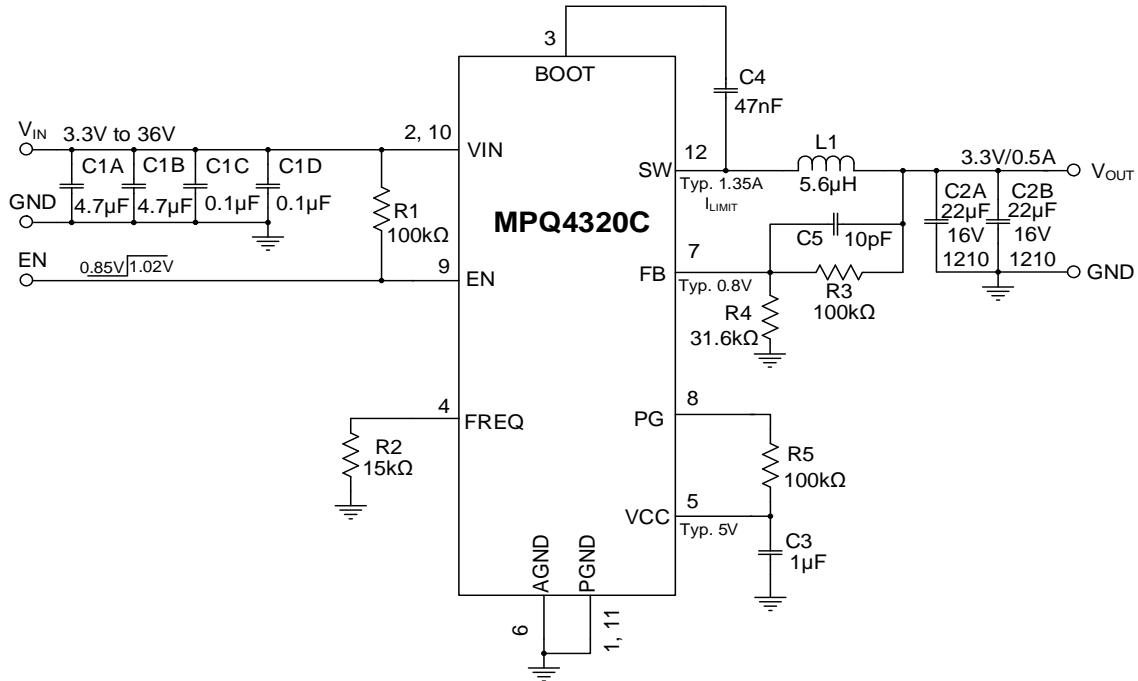 3
BOOT
C4
47nF
V_IN 3.3V to 36V
2, 10
VIN
C1A C1B C1C C1D
4.7µF 4.7µF 0.1µF 0.1µF
GND
R1
100kΩ
EN
0.85V 1.02V
9
EN
MPQ4320C
12
SW
Typ. 1.35A
I_LIMIT
L1
5.6µH
3.3V/0.5A
V_OUT
C2A C2B
22µF 22µF
16V 16V
1210 1210
GND
C5 10pF
7
FB
Typ. 0.8V
R3
100kΩ
R4
31.6kΩ
4
FREQ
R2
15kΩ
8
PG
R5
100kΩ
5
VCC
Typ. 5V
C3
1µF
AGND
PGND
6
1, 11